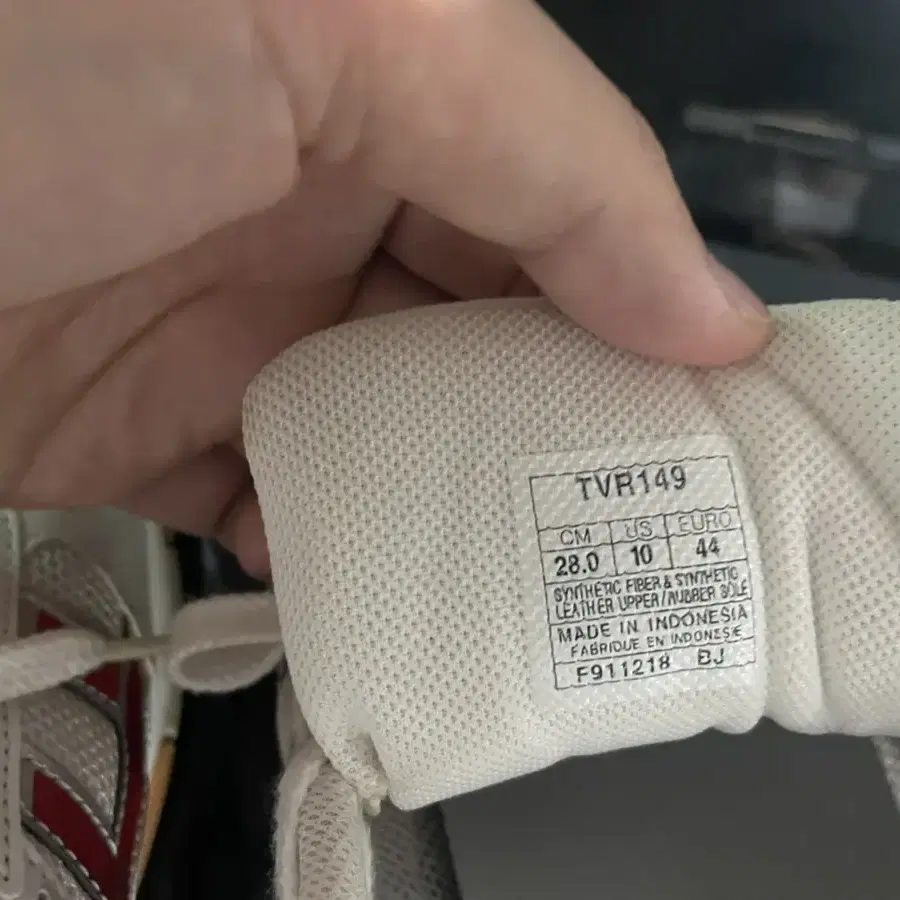 TVR149
CM US EURO
28.0 10 44
SYNTHETIC FIBER & SYNTHETIC
LEATHER UPPER/RUBBER SOLE
MADE IN INDONESIA
FABRIQUE EN INDONESIE
F911218 BJ